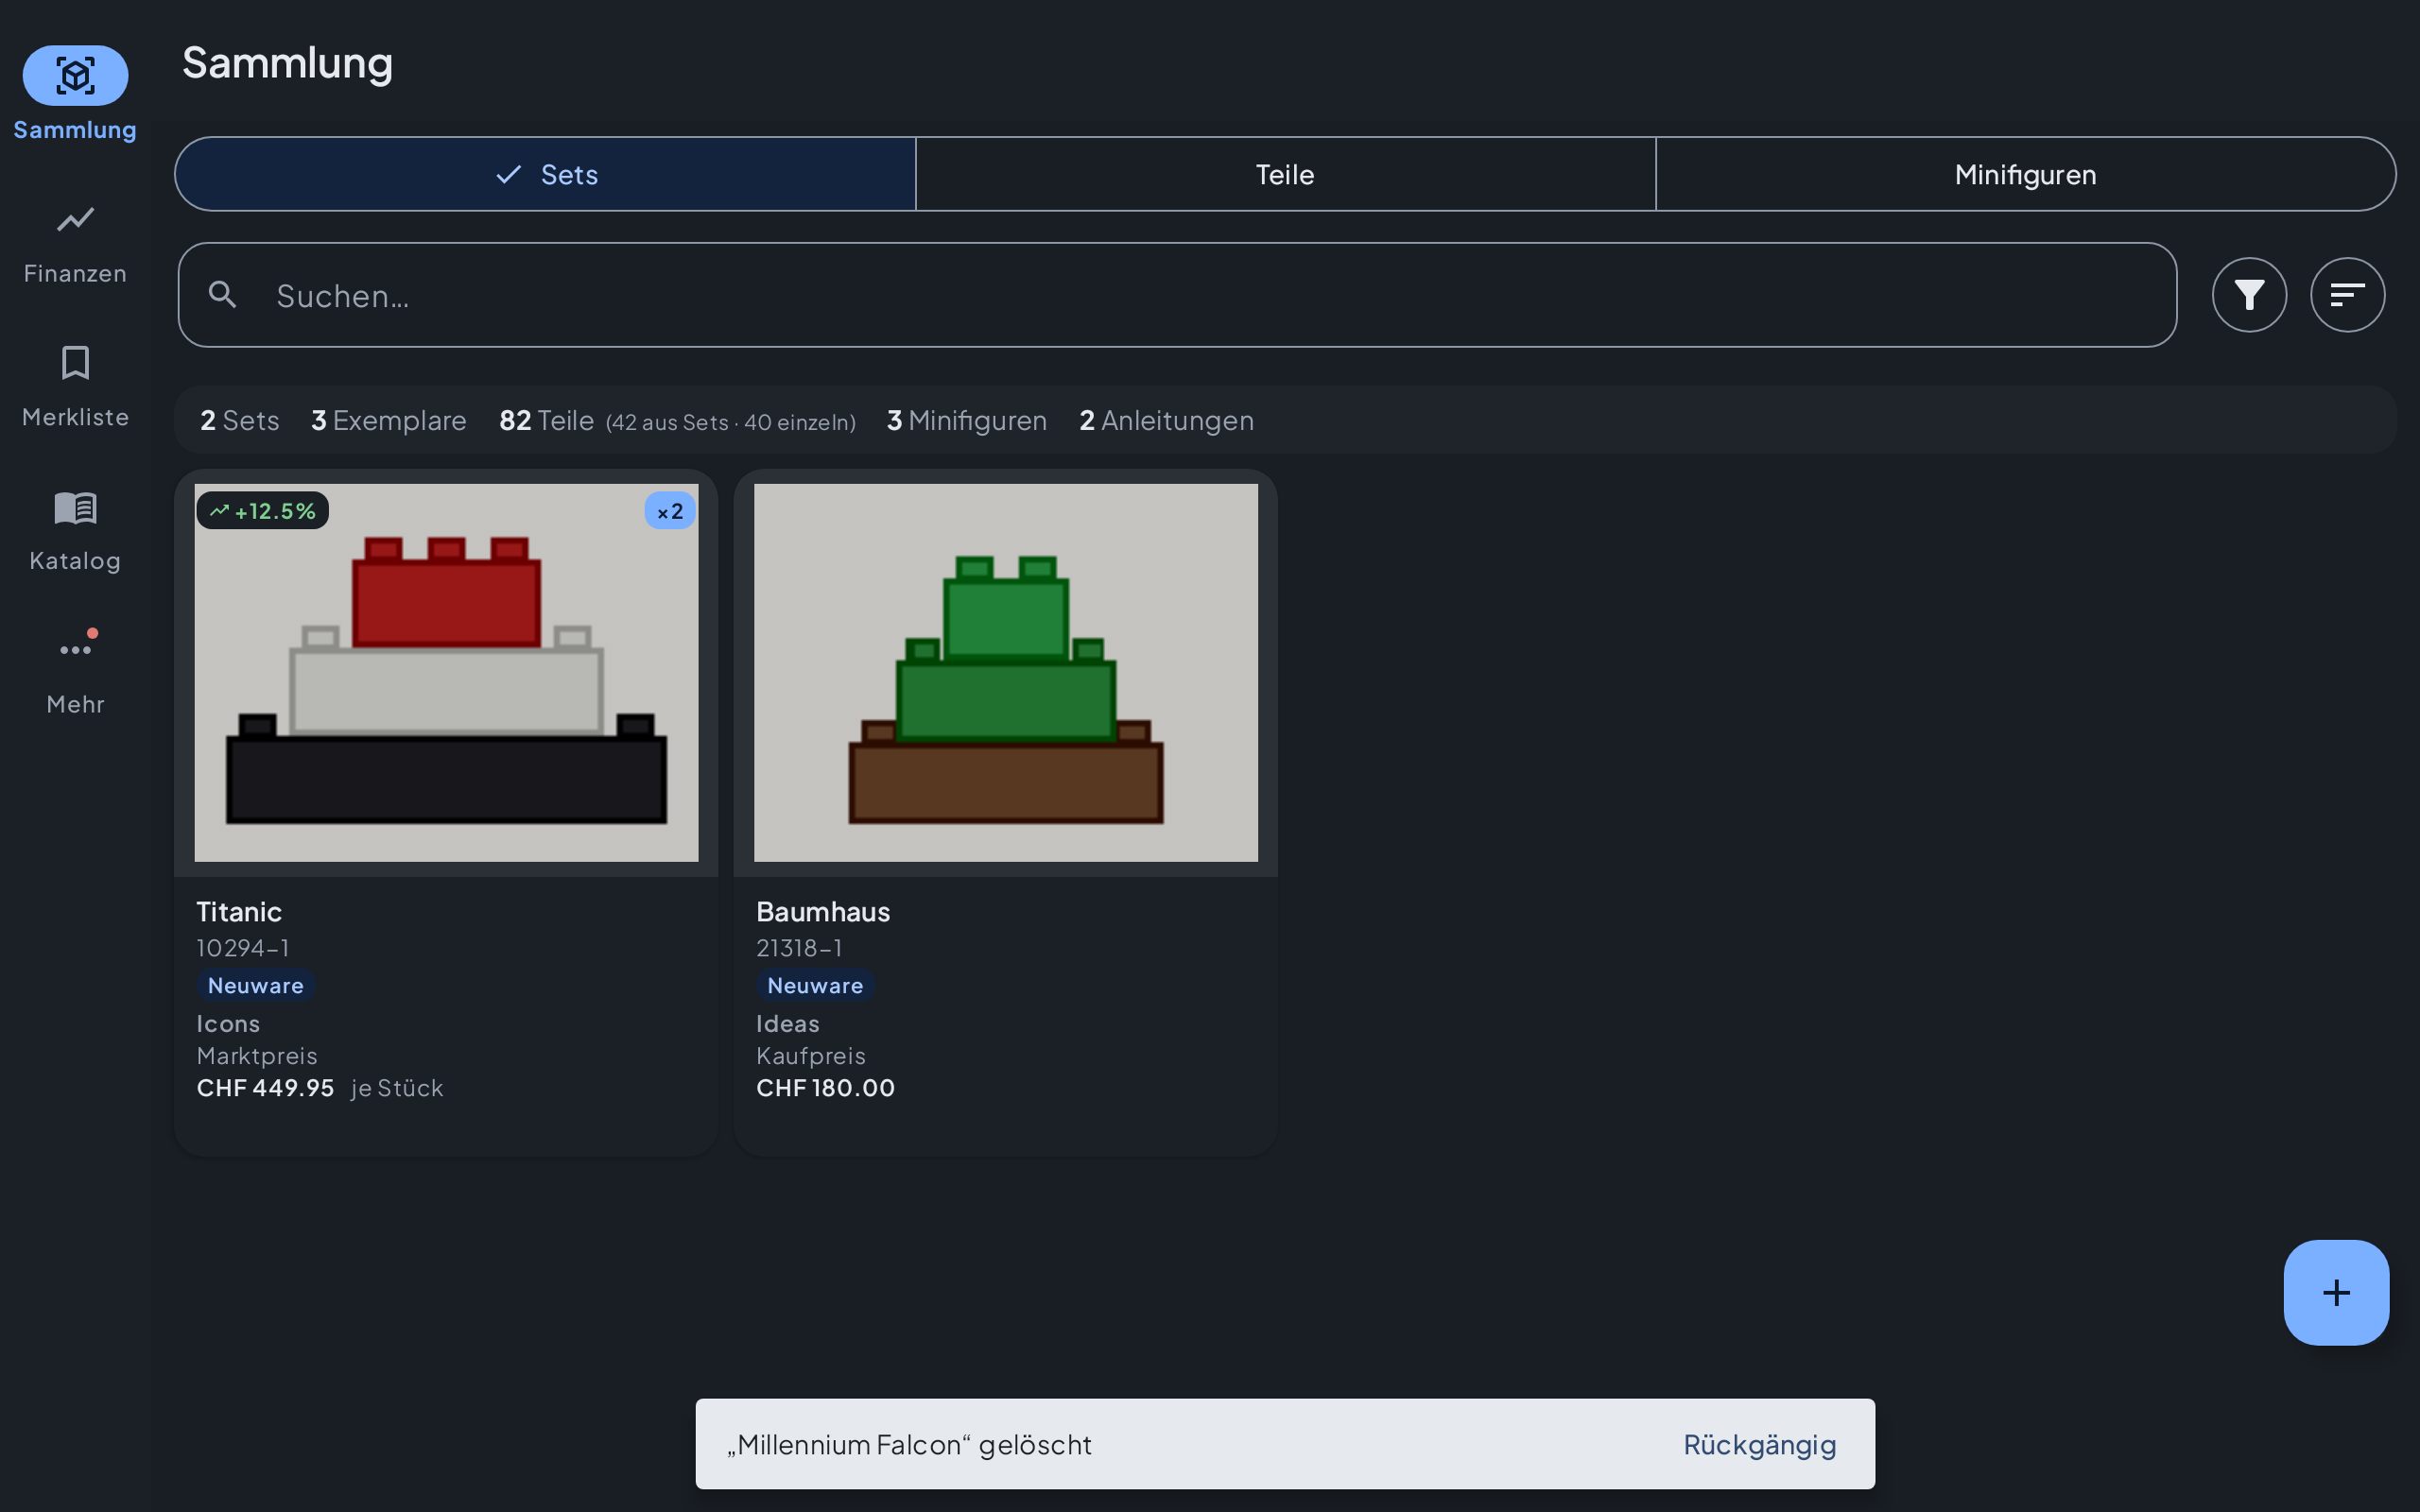 Sammlung
Sammlung
Sets
Teile
Minifiguren
Finanzen
Suchen...
Merkliste
2 Sets 3 Exemplare 82 Teile (42 aus Sets · 40 einzeln) 3 Minifiguren 2 Anleitungen
Katalog
Mehr
+12.5%
×2
Titanic
10294-1
Neuware
Icons
Marktpreis
CHF 449.95 je Stück
Baumhaus
21318-1
Neuware
Ideas
Kaufpreis
CHF 180.00
„Millennium Falcon“ gelöscht
Rückgängig